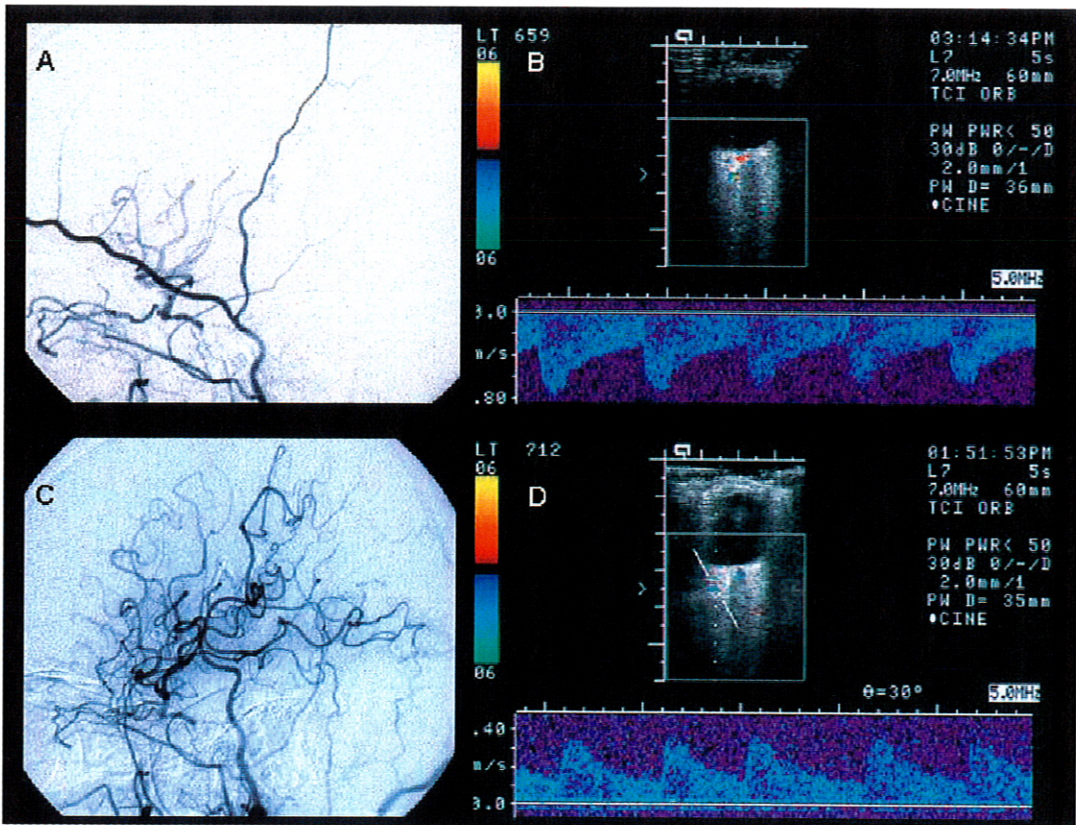 A
LT 659
06
06
B
03:14:34PM
L7 5s
7.0MHz 60mm
TCI ORB
PW PWR< 50
30dB 0/-/D
2.0mm/1
PW D= 36mm
♦CINE
5.0MHz
3.0
m/s
.80
C
LT 712
06
06
D
01:51:53PM
L7 5s
7.0MHz 60mm
TCI ORB
PW PWR< 50
30dB 0/-/D
2.0mm/1
PW D= 35mm
♦CINE
θ=30° 5.0MHz
.40
m/s
0.0